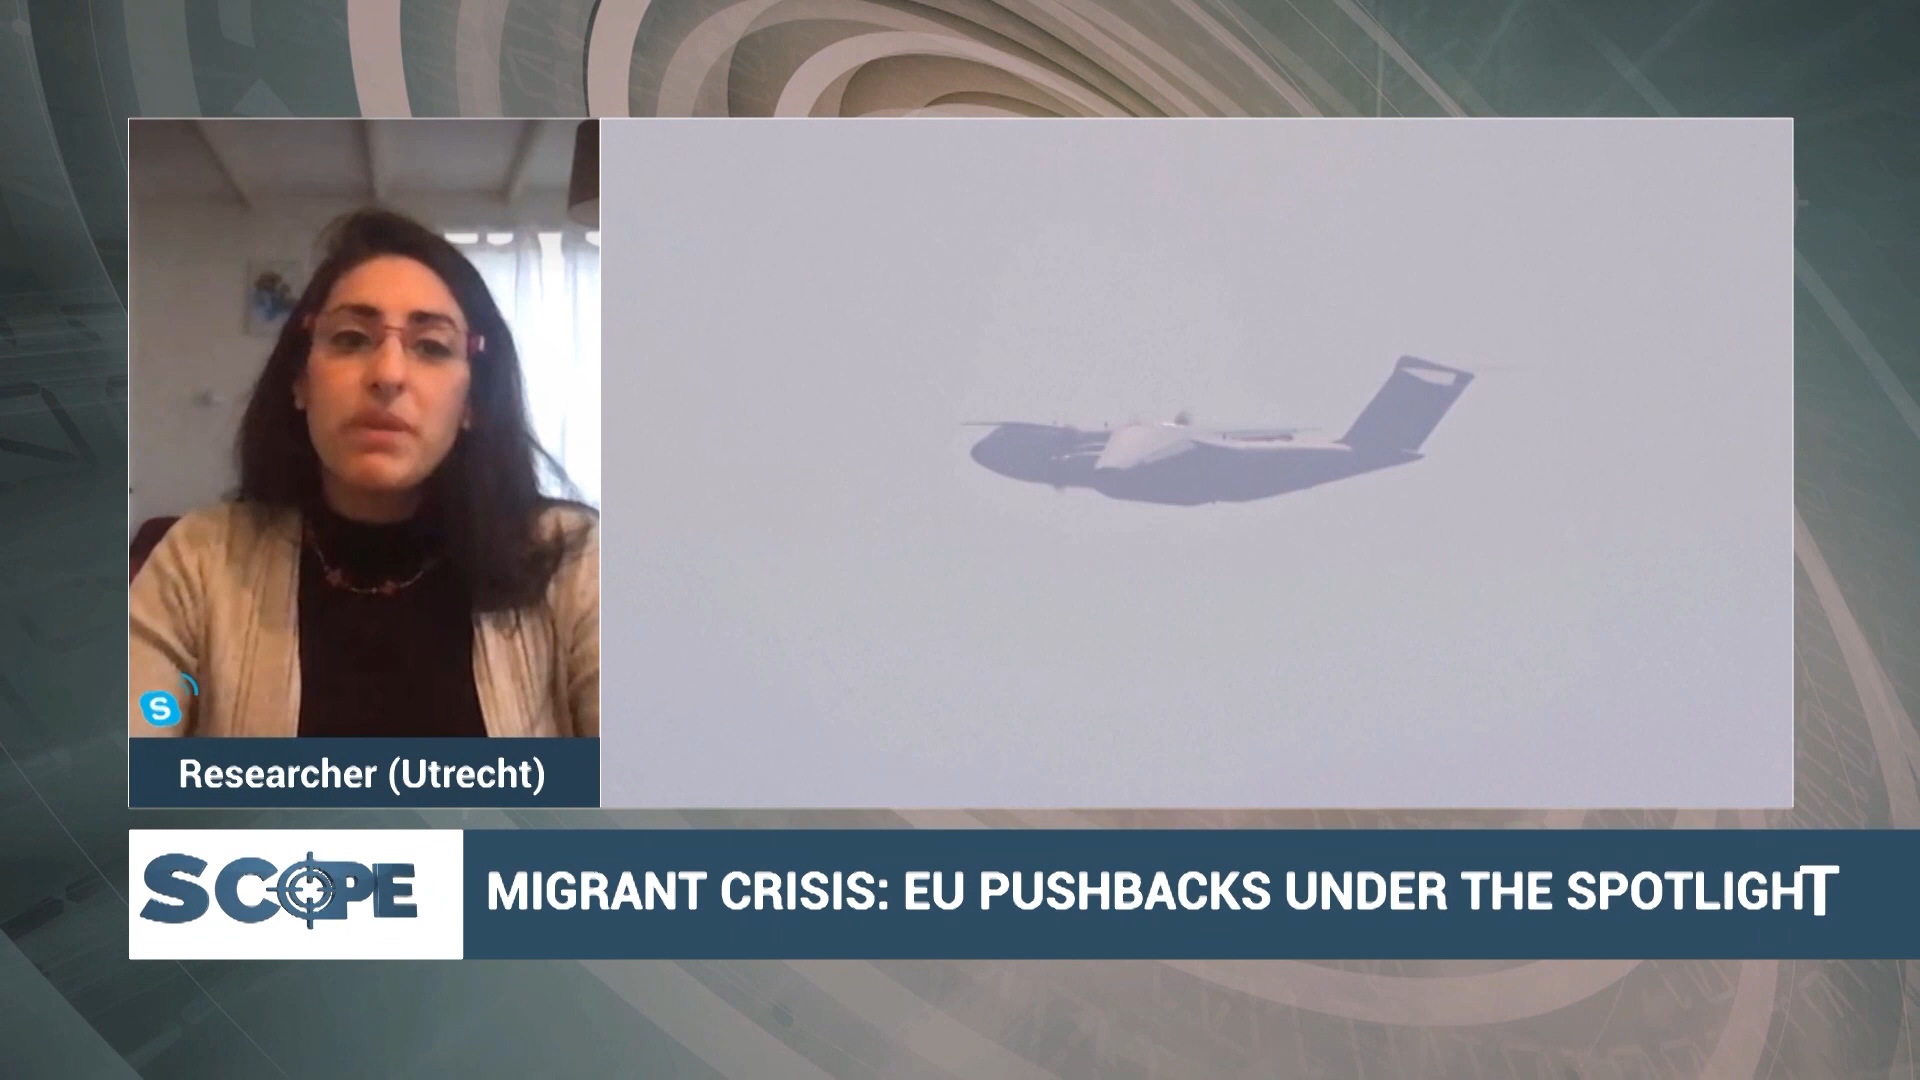 S
Researcher (Utrecht)
SCOPE
MIGRANT CRISIS: EU PUSHBACKS UNDER THE SPOTLIGHT